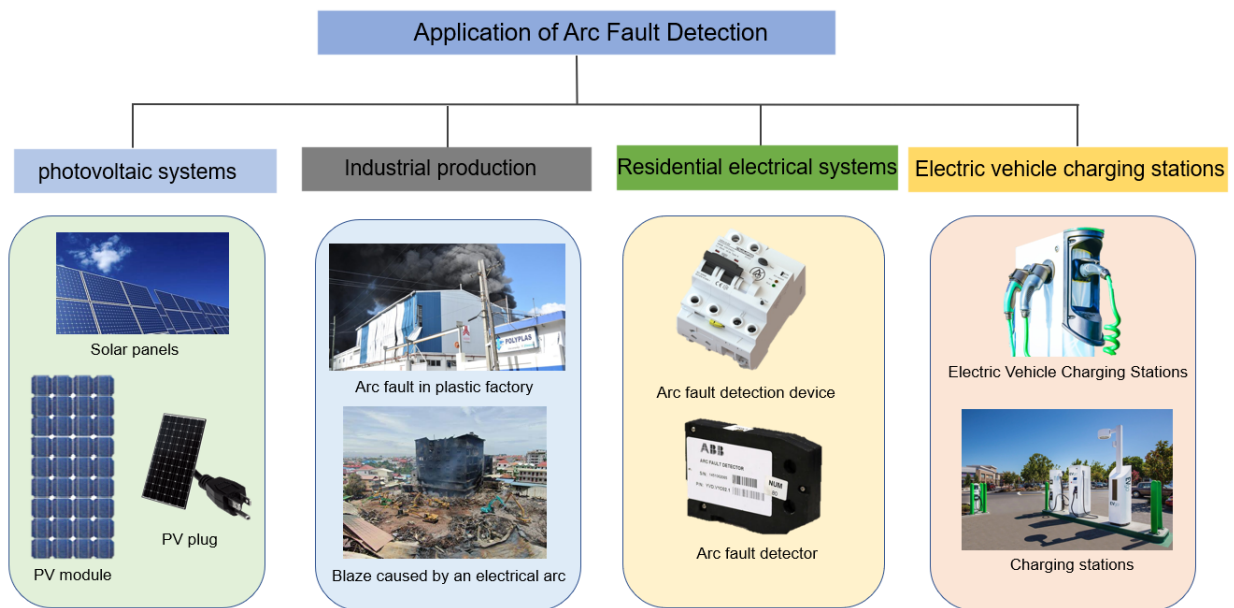 Application of Arc Fault Detection
photovoltaic systems
Industrial production
Residential electrical systems
Electric vehicle charging stations
Solar panels
PV module
PV plug
POLYPLAS
Arc fault in plastic factory
Blaze caused by an electrical arc
Arc fault detection device
ABB
ARC FAULT DETECTOR
NUM
Arc fault detector
Electric Vehicle Charging Stations
Charging stations